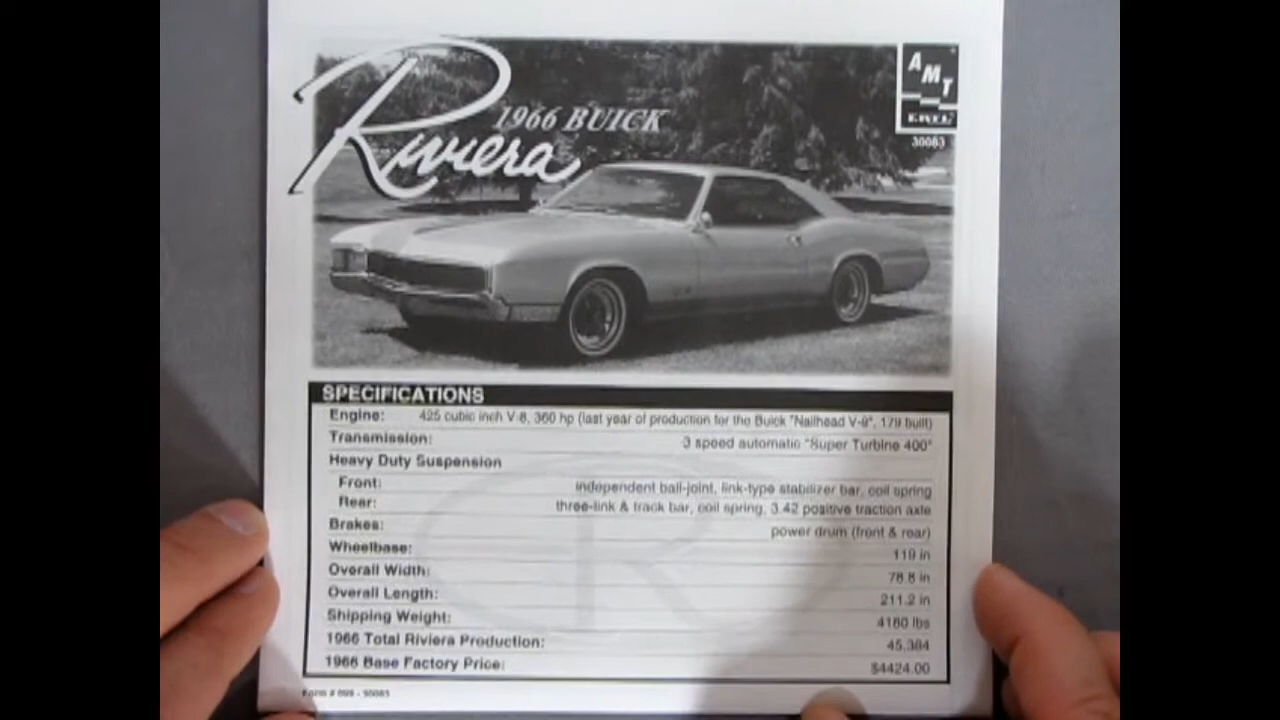 Riviera
1966 BUICK
AMT
ERTL
30083
SPECIFICATIONS
Engine: 425 cubic inch V-8, 360 hp (last year of production for the Buick "Nailhead V-8", 179 built)
Transmission: 3 speed automatic "Super Turbine 400"
Heavy Duty Suspension
Front: independent ball-joint, link-type stabilizer bar, coil spring
Rear: three-link & track bar, coil spring, 3.42 positive traction axle
Brakes: power drum (front & rear)
Wheelbase: 119 in
Overall Width: 78.8 in
Overall Length: 211.2 in
Shipping Weight: 4180 lbs
1966 Total Riviera Production: 45,384
1966 Base Factory Price: $4424.00
Form # - 30083